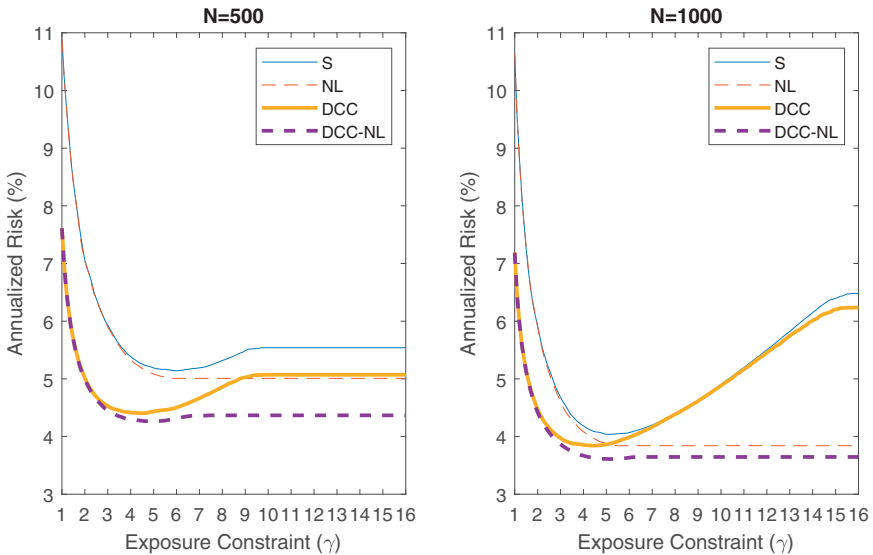 N=500
11
10
9
8
7
6
5
4
3
Annualized Risk (%)
S
NL
DCC
DCC-NL
1 2 3 4 5 6 7 8 9 10 11 12 13 14 15 16
Exposure Constraint (γ)
N=1000
11
10
9
8
7
6
5
4
3
Annualized Risk (%)
S
NL
DCC
DCC-NL
1 2 3 4 5 6 7 8 9 10 11 12 13 14 15 16
Exposure Constraint (γ)